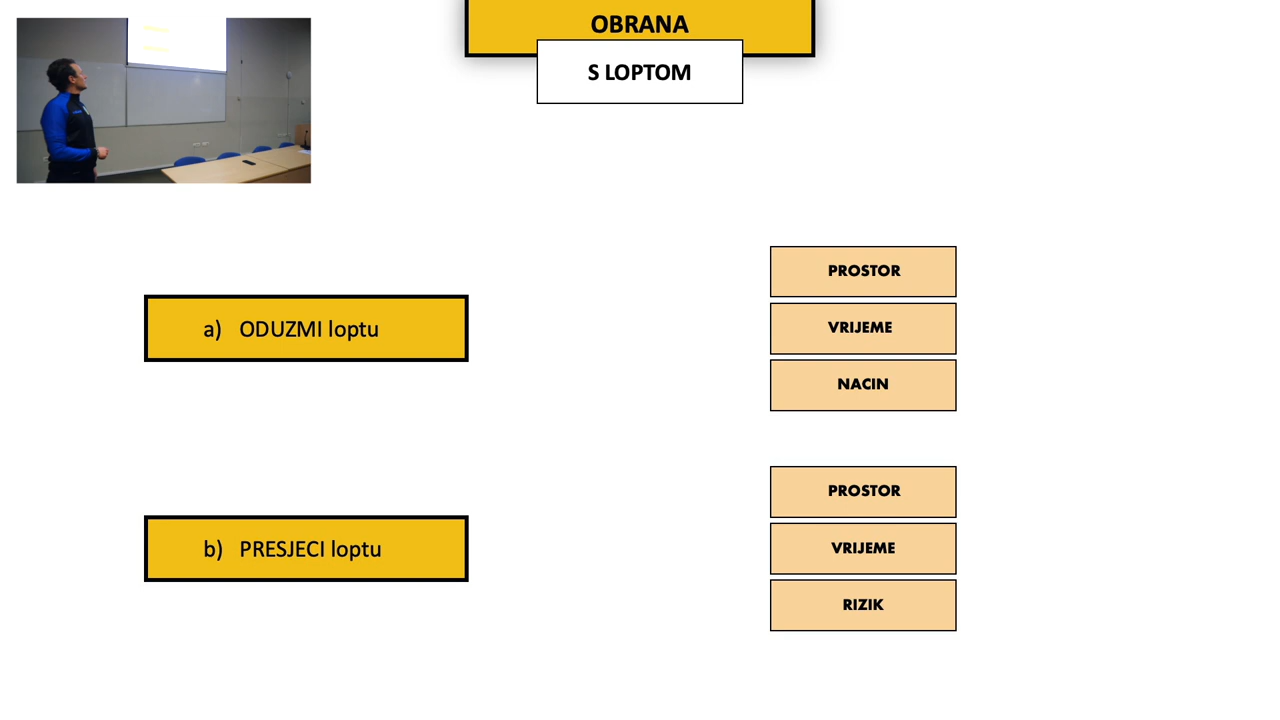 OBRANA
S LOPTOM
a) ODUZMI loptu
PROSTOR
VRIJEME
NACIN
b) PRESJECI loptu
PROSTOR
VRIJEME
RIZIK